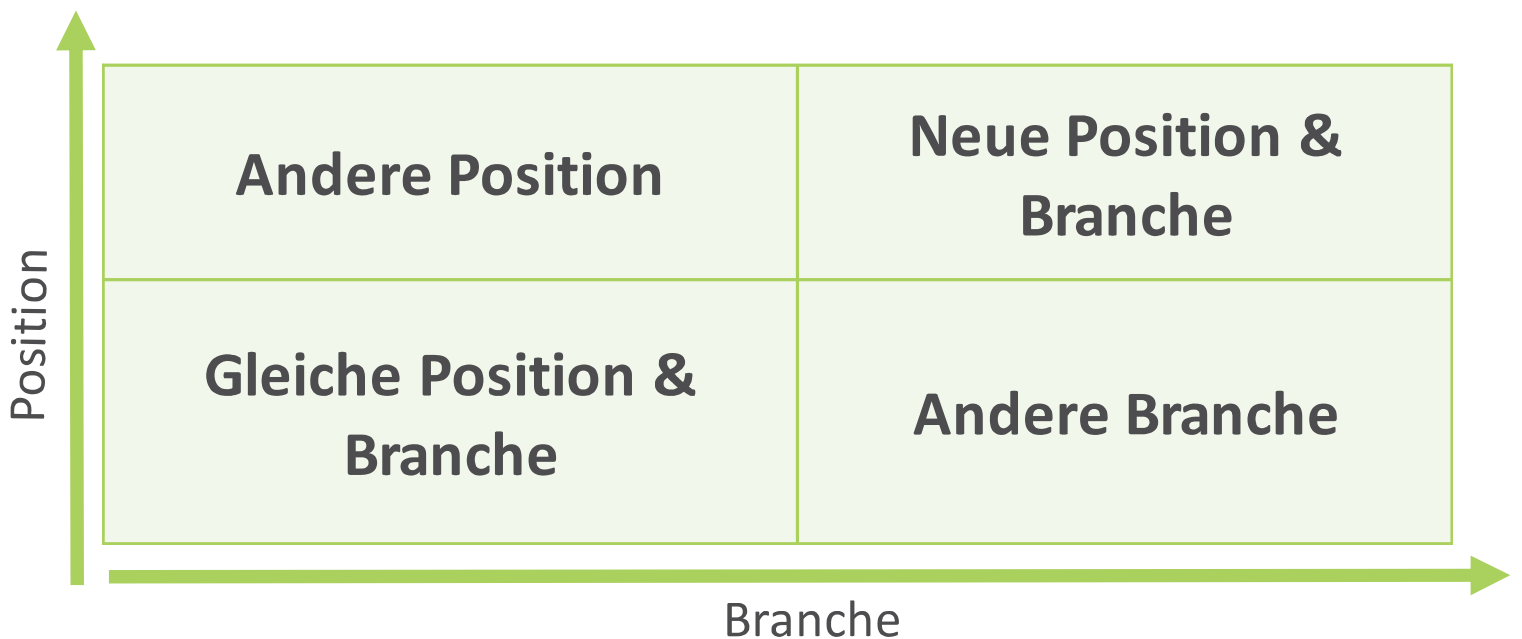 Andere Position
Neue Position &
Branche
Gleiche Position &
Branche
Andere Branche
Position
Branche